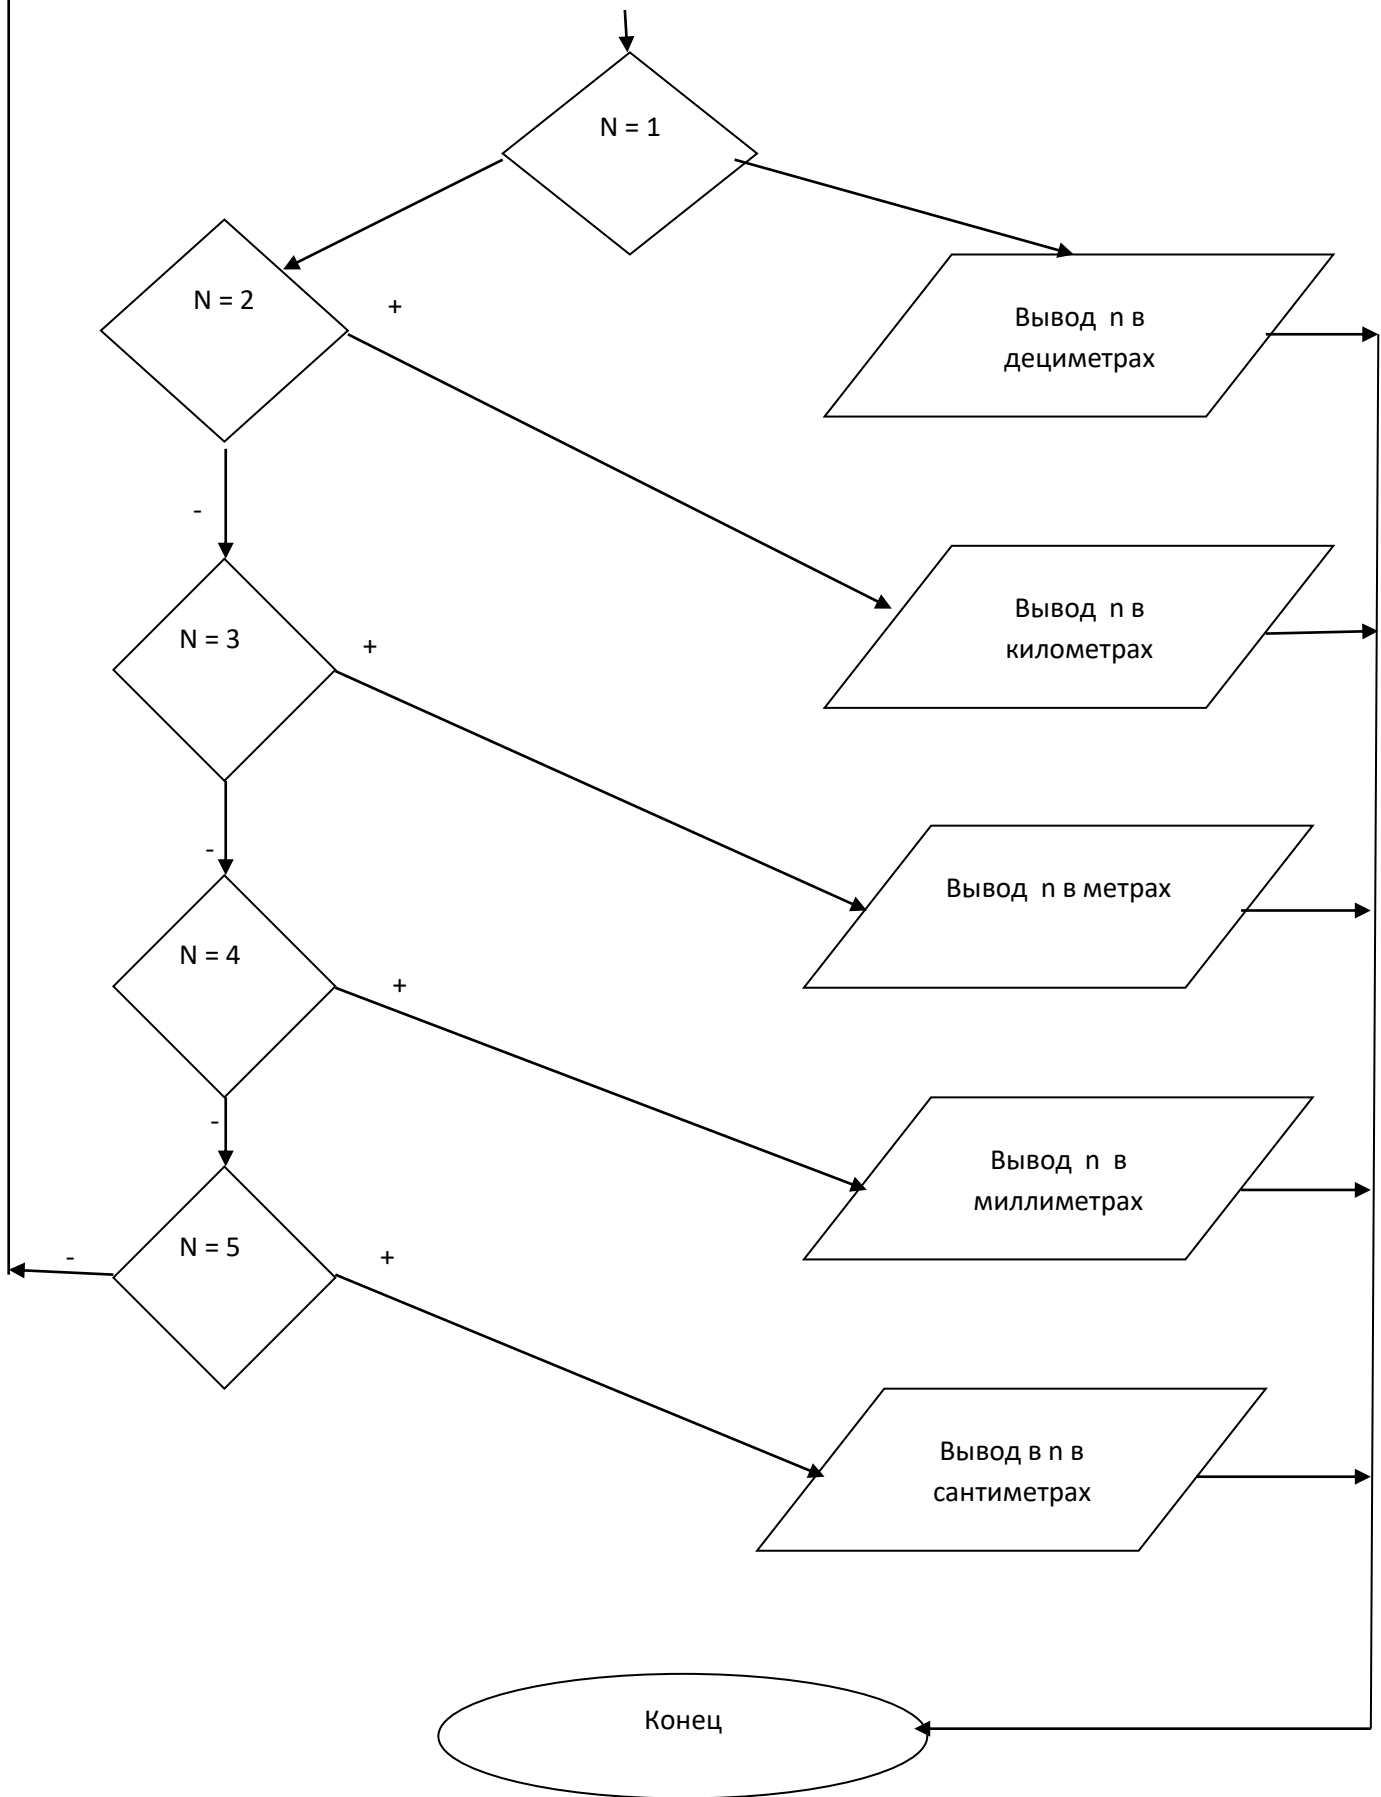 N = 1
N = 2
+
Вывод n в
дециметрах
-
Вывод n в
километрах
N = 3
+
-
Вывод n в метрах
N = 4
+
-
Вывод n в
миллиметрах
N = 5
-
+
Вывод в n в
сантиметрах
Конец